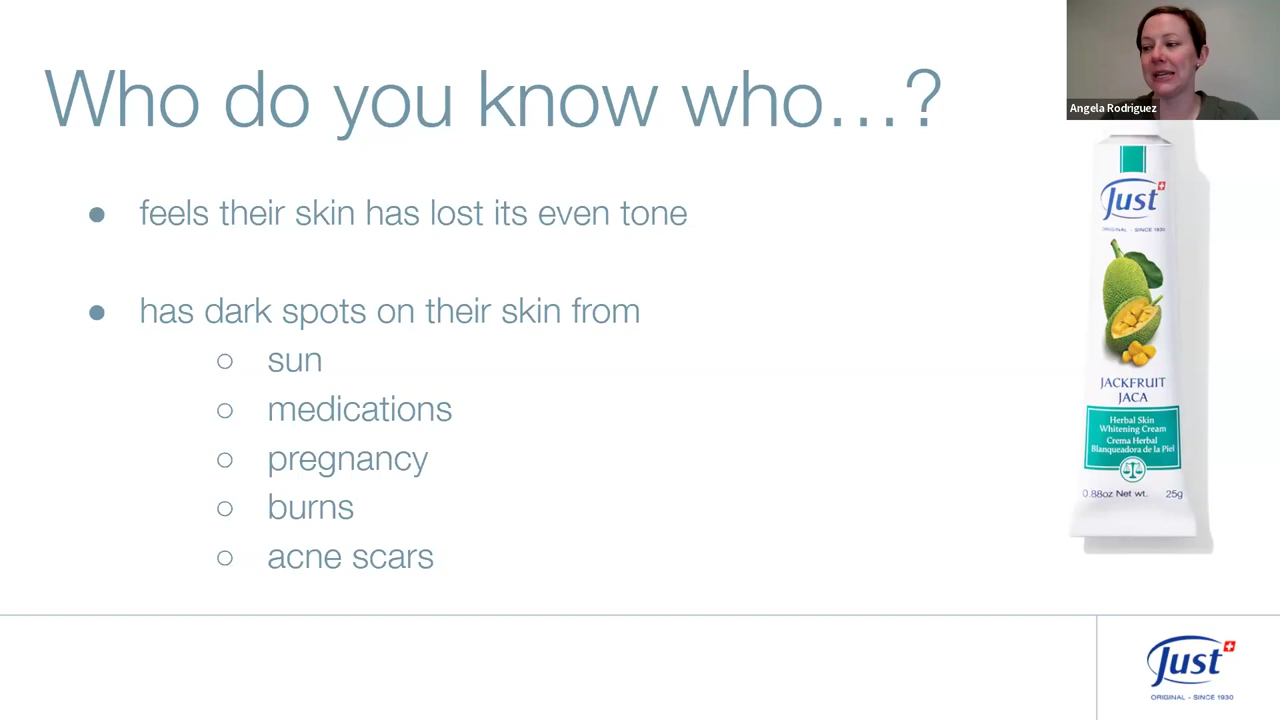 Who do you know who...?
Angela Rodriguez
● feels their skin has lost its even tone
● has dark spots on their skin from
○ sun
○ medications
○ pregnancy
○ burns
○ acne scars
Just
ORIGINAL - SINCE 1930
JACKFRUIT
JACA
Herbal Skin
Whitening Cream
Crema Herbal
Blanqueadora de la Piel
0.88oz Net wt. 25g
Just
ORIGINAL - SINCE 1930